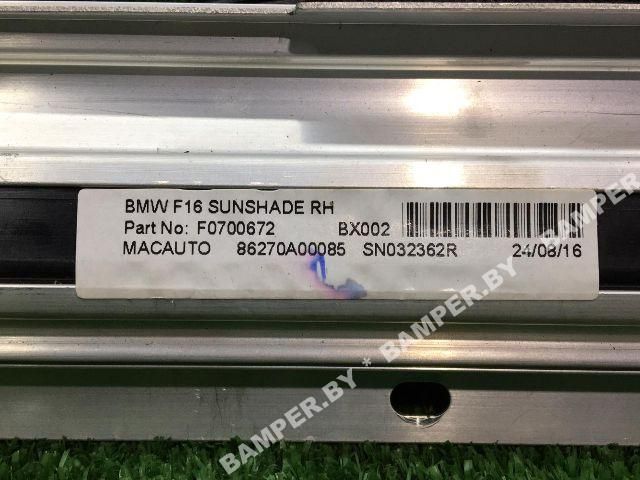 BMW F16 SUNSHADE RH
Part No: F0700672 BX002
MACAUTO 86270A00085 SN032362R 24/08/16
BAMPER.BY * BAMPER.BY * BAMPER.BY